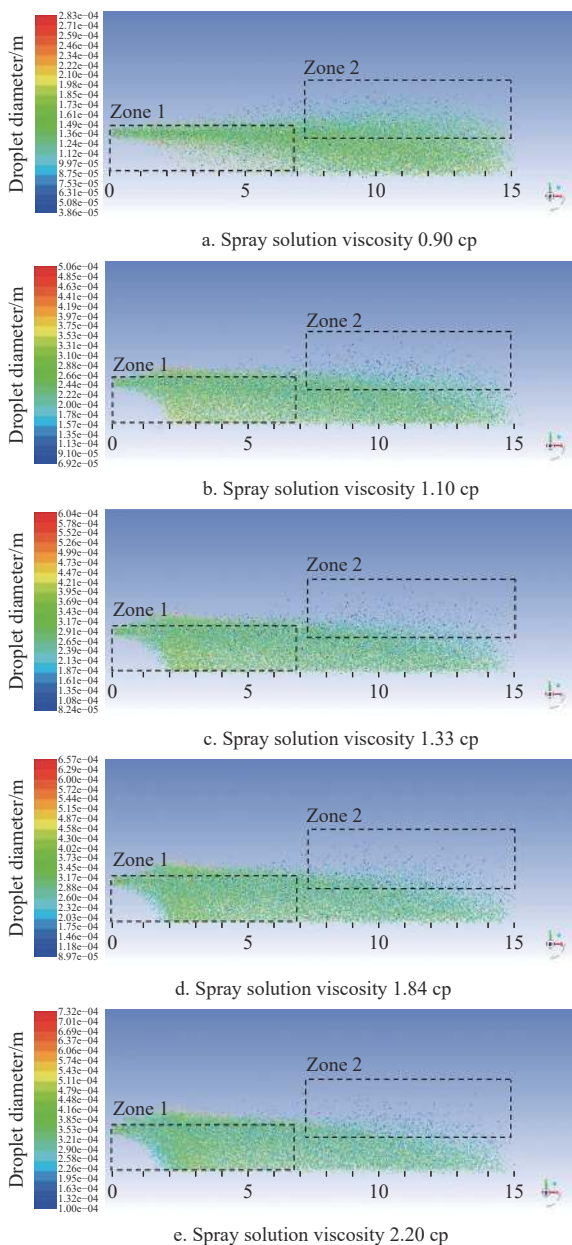 Droplet diameter/m
2.83e−04
2.71e−04
2.59e−04
2.46e−04
2.34e−04
2.22e−04
2.10e−04
1.98e−04
1.85e−04
1.73e−04
1.61e−04
1.49e−04
1.36e−04
1.24e−04
1.12e−04
9.97e−05
8.75e−05
7.53e−05
6.31e−05
5.08e−05
3.86e−05
Zone 1
Zone 2
0 5 10 15
a. Spray solution viscosity 0.90 cp
Droplet diameter/m
5.06e−04
4.85e−04
4.63e−04
4.41e−04
4.19e−04
3.97e−04
3.75e−04
3.53e−04
3.31e−04
3.10e−04
2.88e−04
2.66e−04
2.44e−04
2.22e−04
2.00e−04
1.78e−04
1.57e−04
1.35e−04
1.13e−04
9.10e−05
6.92e−05
Zone 1
Zone 2
0 5 10 15
b. Spray solution viscosity 1.10 cp
Droplet diameter/m
6.04e−04
5.78e−04
5.52e−04
5.26e−04
4.99e−04
4.73e−04
4.47e−04
4.21e−04
3.95e−04
3.69e−04
3.43e−04
3.17e−04
2.91e−04
2.65e−04
2.39e−04
2.13e−04
1.87e−04
1.61e−04
1.35e−04
1.08e−04
8.24e−05
Zone 1
Zone 2
0 5 10 15
c. Spray solution viscosity 1.33 cp
Droplet diameter/m
6.57e−04
6.29e−04
6.00e−04
5.72e−04
5.44e−04
5.15e−04
4.87e−04
4.58e−04
4.30e−04
4.02e−04
3.73e−04
3.45e−04
3.17e−04
2.88e−04
2.60e−04
2.32e−04
2.03e−04
1.75e−04
1.46e−04
1.18e−04
8.97e−05
Zone 1
Zone 2
0 5 10 15
d. Spray solution viscosity 1.84 cp
Droplet diameter/m
7.32e−04
7.01e−04
6.69e−04
6.37e−04
6.06e−04
5.74e−04
5.43e−04
5.11e−04
4.79e−04
4.48e−04
4.16e−04
3.85e−04
3.53e−04
3.21e−04
2.90e−04
2.58e−04
2.26e−04
1.95e−04
1.63e−04
1.32e−04
1.00e−04
Zone 1
Zone 2
0 5 10 15
e. Spray solution viscosity 2.20 cp